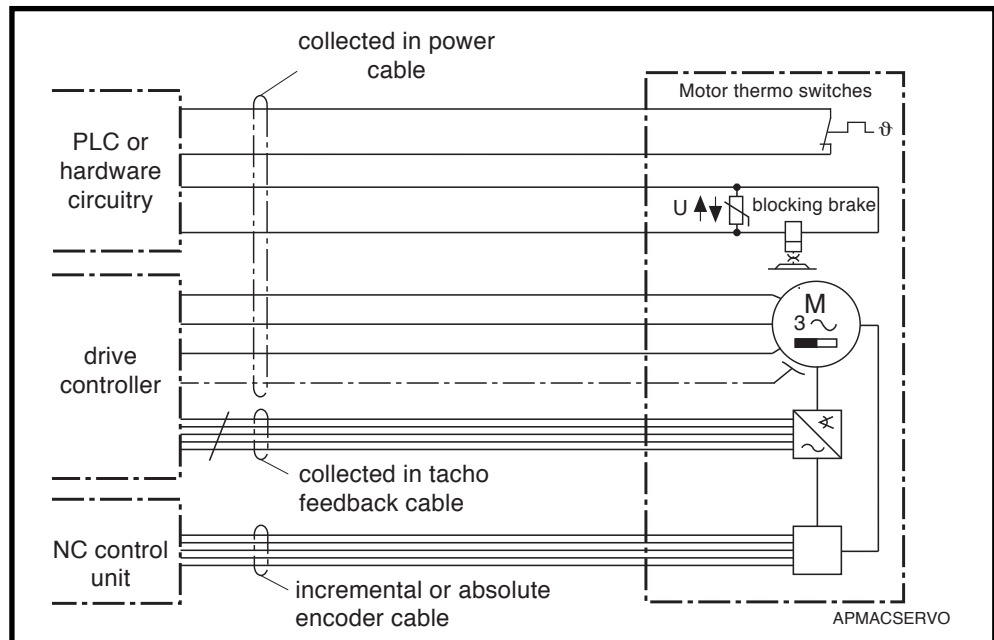 collected in power
cable
PLC or
hardware
circuitry
Motor thermo switches
ϑ
U
blocking brake
M
3
drive
controller
collected in tacho
feedback cable
NC control
unit
incremental or absolute
encoder cable
APMACSERVO